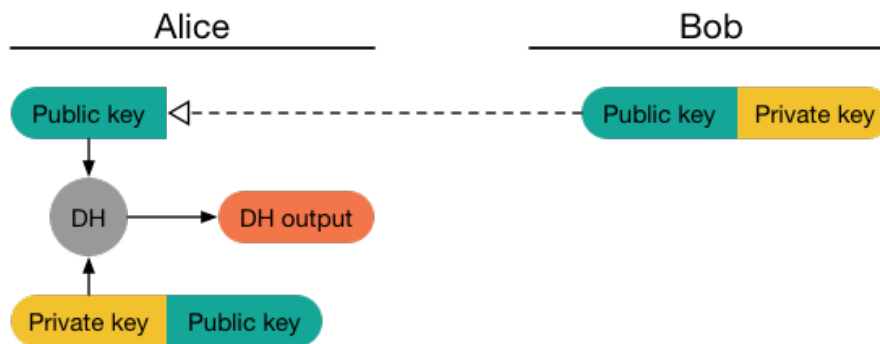 Alice
Bob
Public key
Public key
Private key
DH
DH output
Private key
Public key